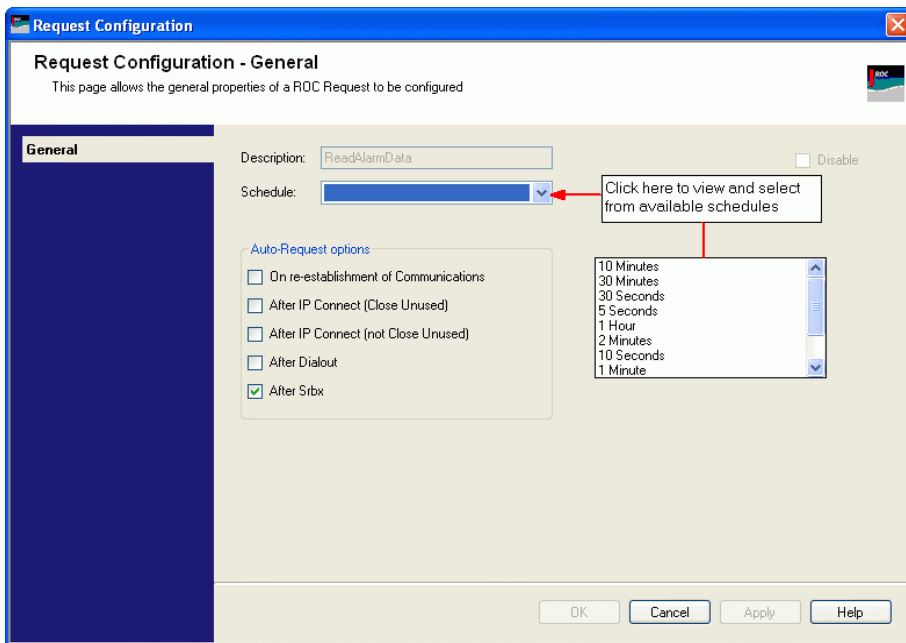 Request Configuration
Request Configuration - General
This page allows the general properties of a ROC Request to be configured
ROC
General
Description:
ReadAlarmData
Disable
Schedule:
Click here to view and select
from available schedules
Auto-Request options
On re-establishment of Communications
After IP Connect (Close Unused)
After IP Connect (not Close Unused)
After Dialout
After Srbx
10 Minutes
30 Minutes
30 Seconds
5 Seconds
1 Hour
2 Minutes
10 Seconds
1 Minute
OK
Cancel
Apply
Help